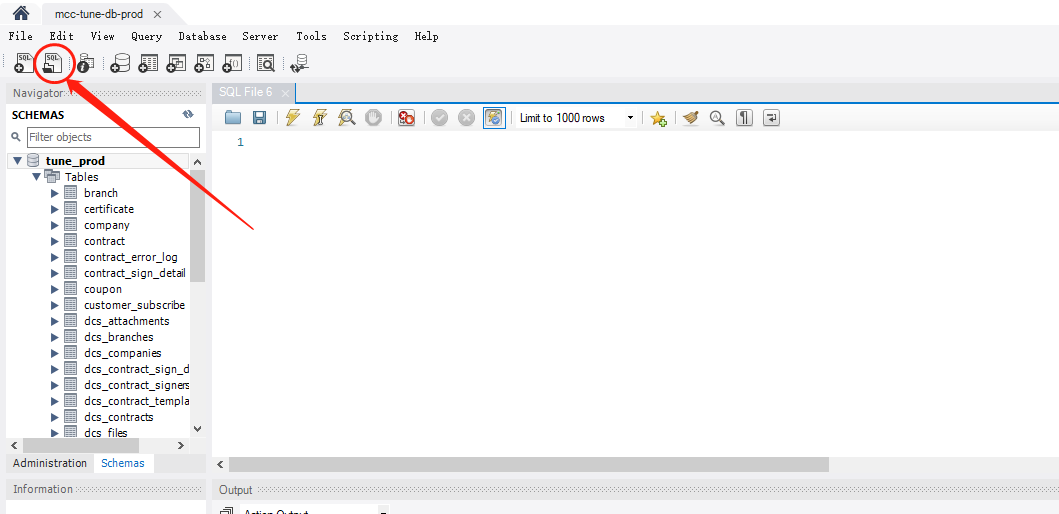 mcc-tune-db-prod
File Edit View Query Database Server Tools Scripting Help
SQL SQL
Navigator
SQL File 6
SCHEMAS
Filter objects
Limit to 1000 rows
1
tune_prod
Tables
branch
certificate
company
contract
contract_error_log
contract_sign_detail
coupon
customer_subscribe
dcs_attachments
dcs_branches
dcs_companies
dcs_contract_sign_d
dcs_contract_signers
dcs_contract_templa
dcs_contracts
dcs_files
Administration Schemas
Information
Output
Action Output